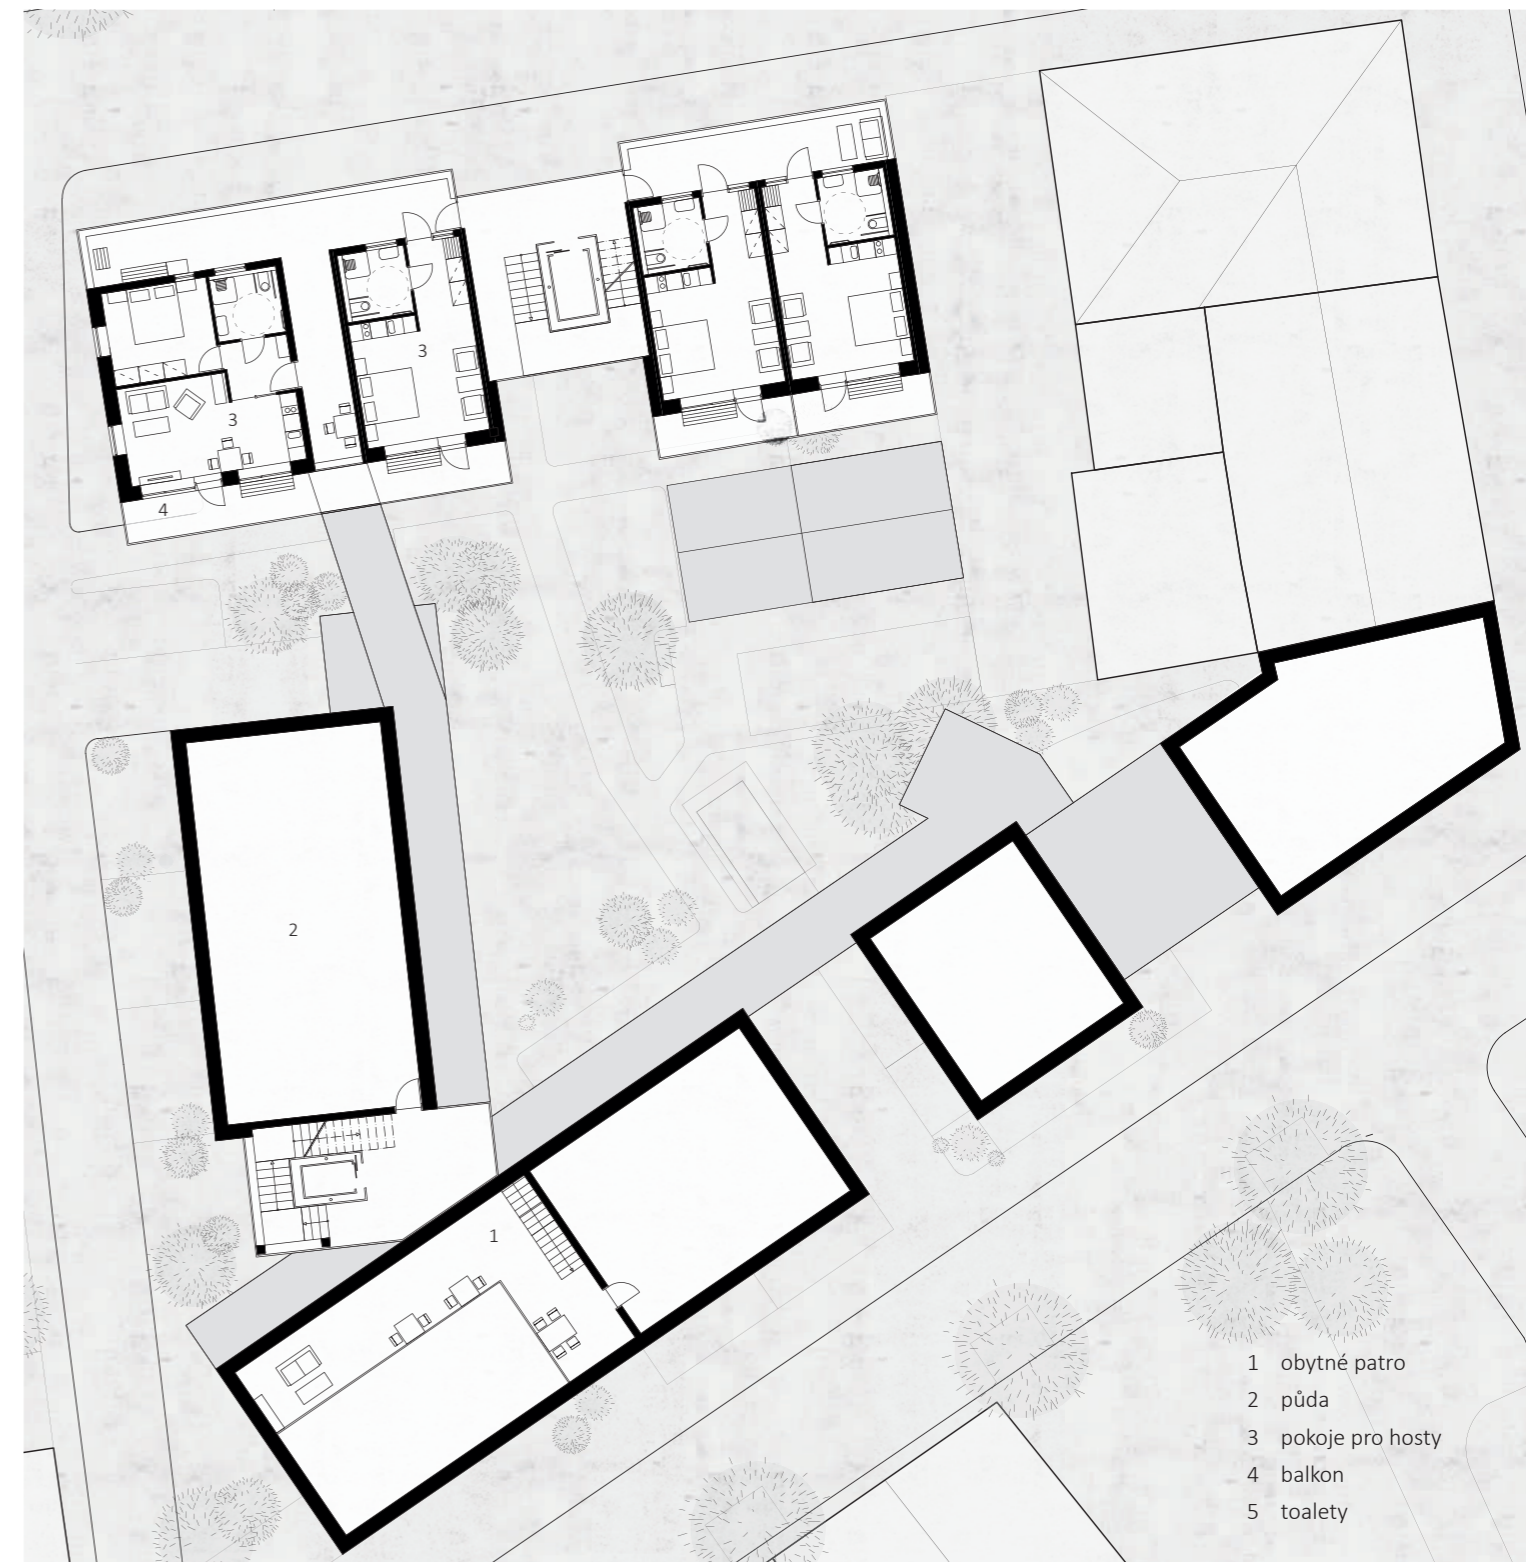 3
3
4
2
1
1 obytné patro
2 půda
3 pokoje pro hosty
4 balkon
5 toalety